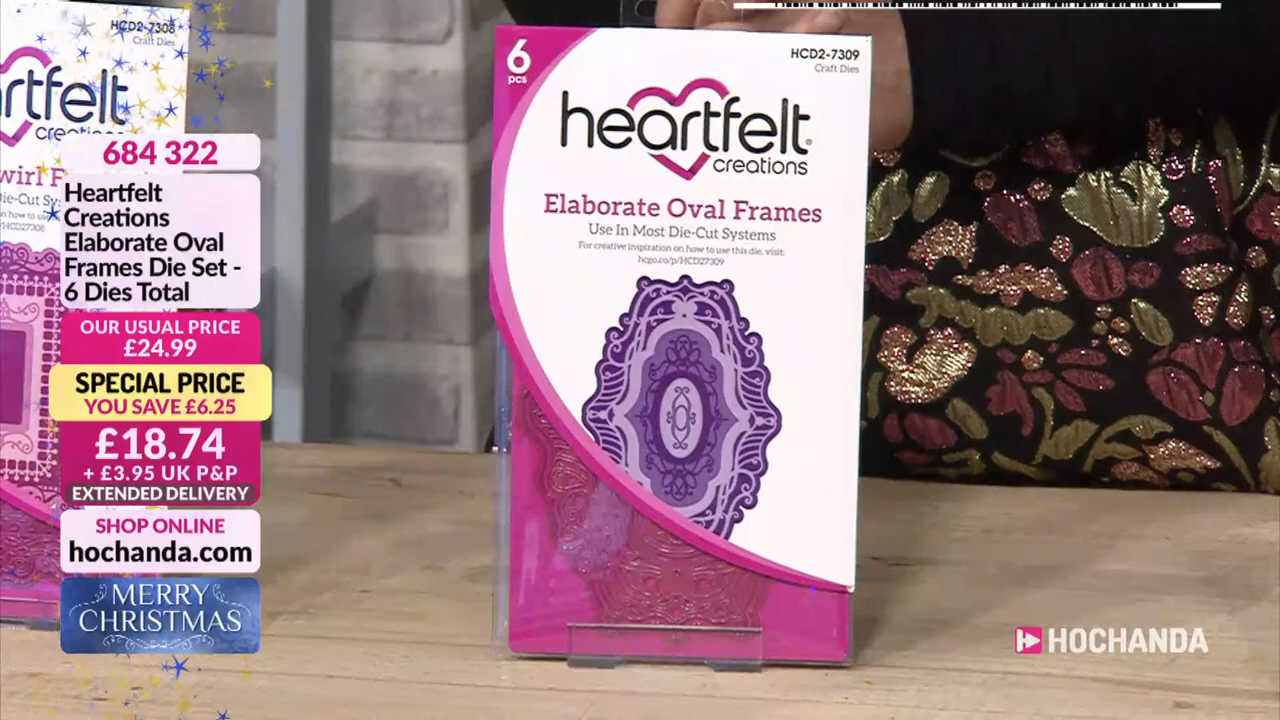 684 322
Heartfelt
Creations
Elaborate Oval
Frames Die Set -
6 Dies Total
OUR USUAL PRICE
£24.99
SPECIAL PRICE
YOU SAVE £6.25
£18.74
+ £3.95 UK P&P
EXTENDED DELIVERY
SHOP ONLINE
hochanda.com
MERRY
CHRISTMAS
HCD2-7308
Craft Dies
6
pcs
HCD2-7309
Craft Dies
heartfelt
creations
Elaborate Oval Frames
Use In Most Die-Cut Systems
For creative inspiration on how to use this die, visit:
hcgo.co/p/HCD27309
HOCHANDA